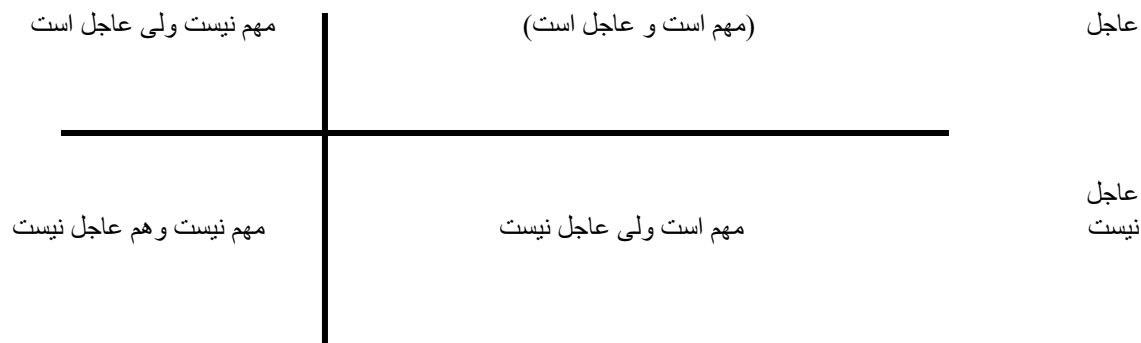 عاجل
(مهم است و عاجل است)
مهم نیست ولی عاجل است
عاجل
نیست
مهم است ولی عاجل نیست
مهم نیست وهم عاجل نیست